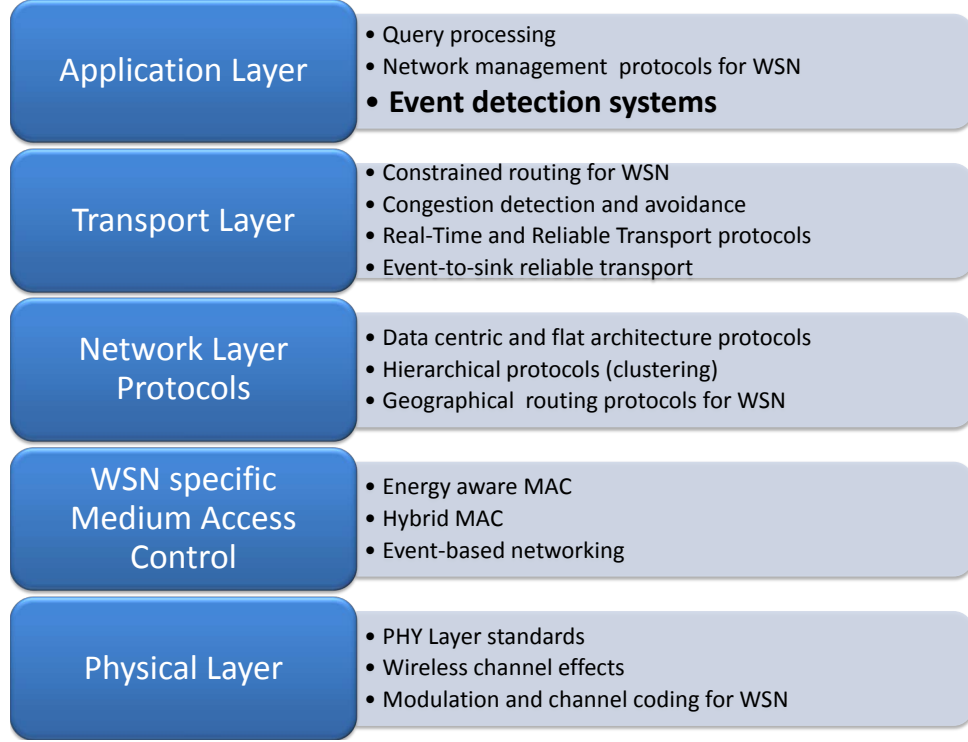 Application Layer
• Query processing
• Network management protocols for WSN
• Event detection systems
Transport Layer
• Constrained routing for WSN
• Congestion detection and avoidance
• Real-Time and Reliable Transport protocols
• Event-to-sink reliable transport
Network Layer
Protocols
• Data centric and flat architecture protocols
• Hierarchical protocols (clustering)
• Geographical routing protocols for WSN
WSN specific
Medium Access
Control
• Energy aware MAC
• Hybrid MAC
• Event-based networking
Physical Layer
• PHY Layer standards
• Wireless channel effects
• Modulation and channel coding for WSN